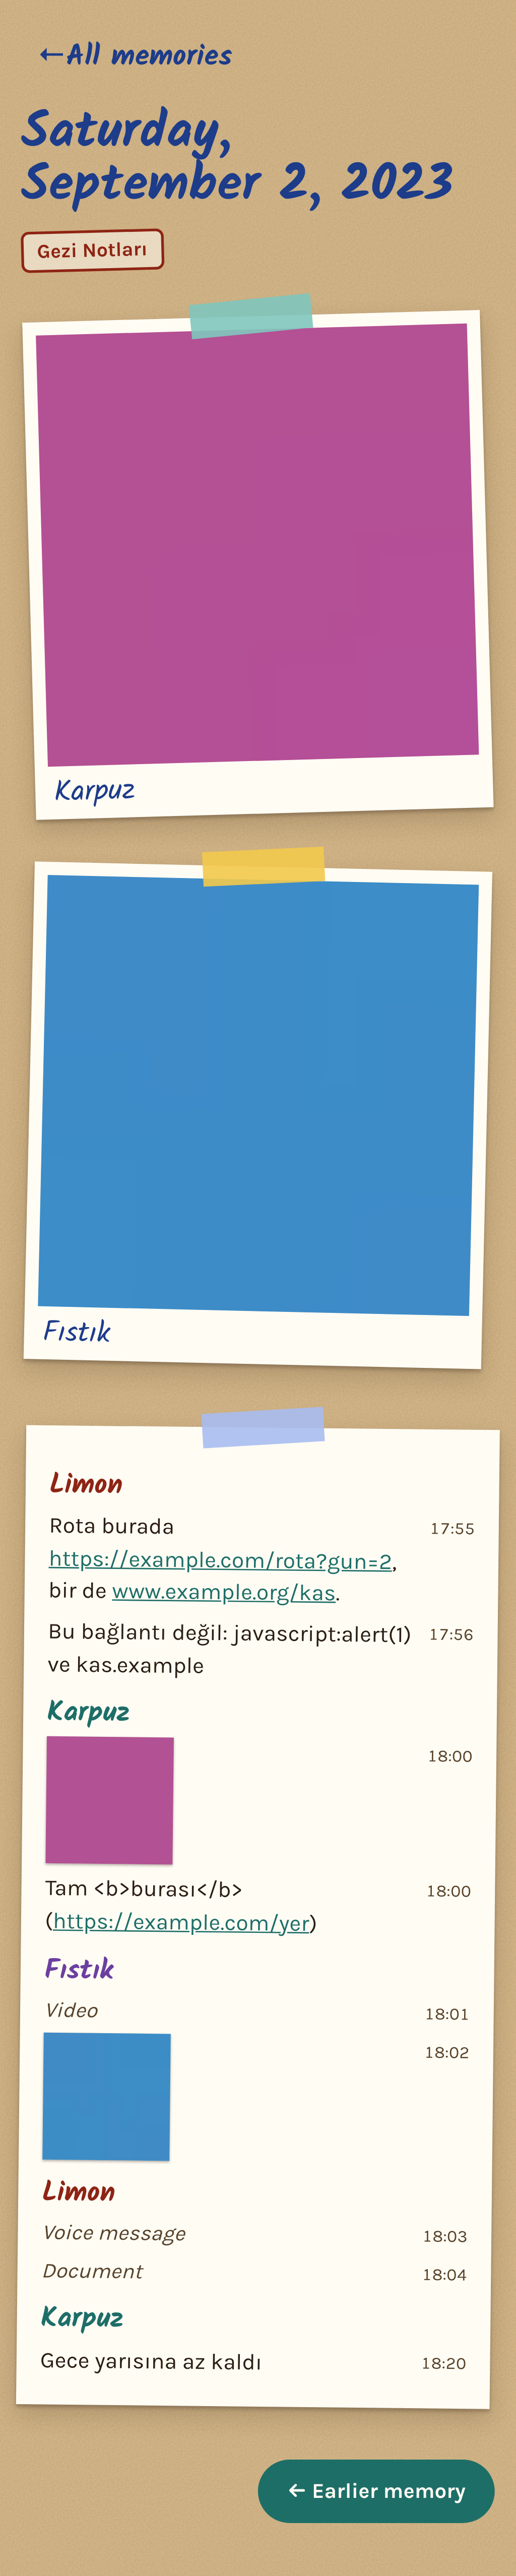 ←All memories
Saturday,
September 2, 2023
Gezi Notları
Karpuz
Fıstık
Limon
Rota burada 17:55
https://example.com/rota?gun=2,
bir de www.example.org/kas.
Bu bağlantı değil: javascript:alert(1) 17:56
ve kas.example
Karpuz
18:00
Tam <b>burası</b> 18:00
(https://example.com/yer)
Fıstık
Video 18:01
18:02
Limon
Voice message 18:03
Document 18:04
Karpuz
Gece yarısına az kaldı 18:20
← Earlier memory